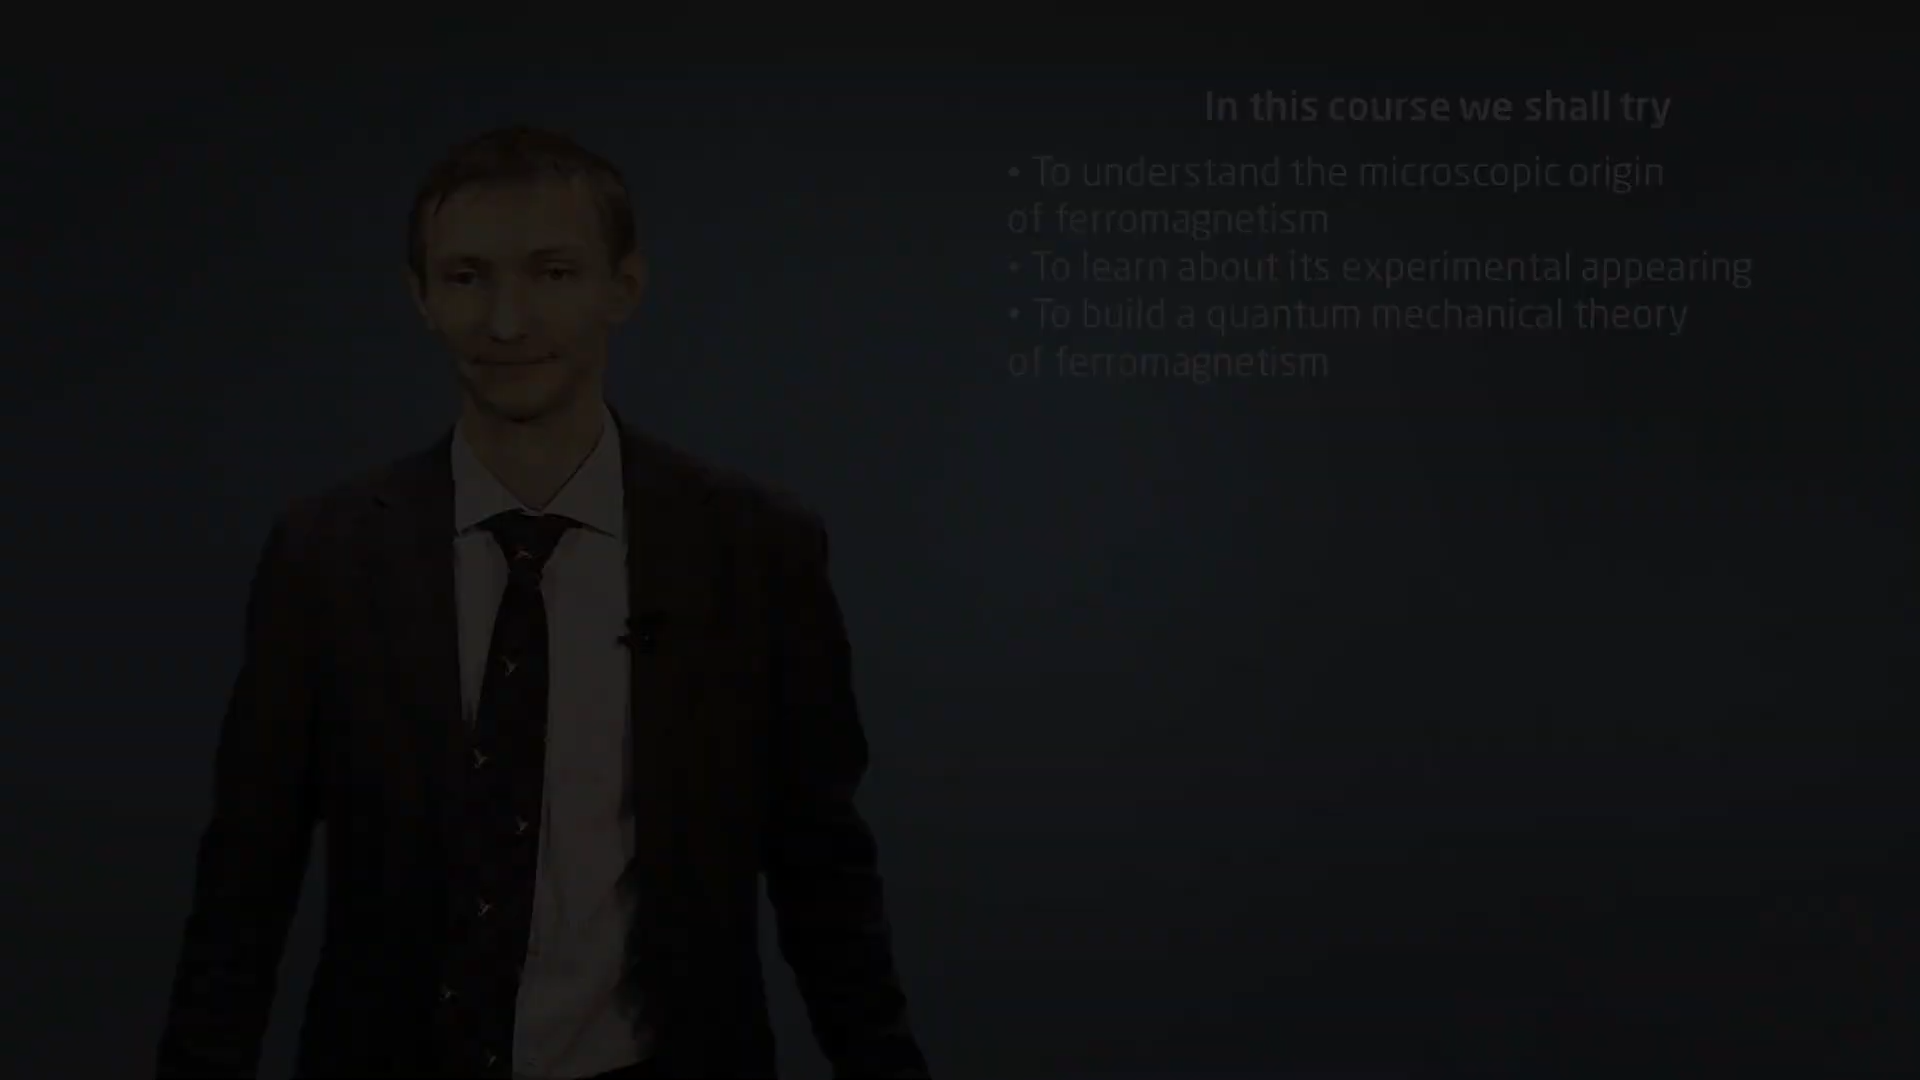 In this course we shall try
• To understand the microscopic origin
of ferromagnetism
• To learn about its experimental appearing
• To build a quantum mechanical theory
of ferromagnetism